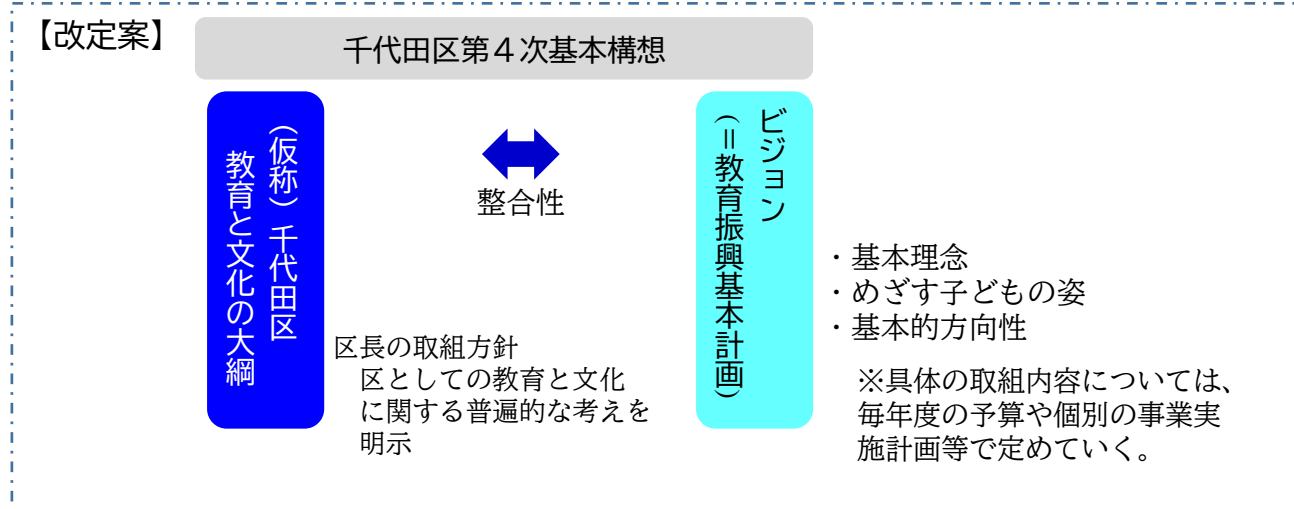 【改定案】
千代田区第４次基本構想
（仮称）千代田区
教育と文化の大綱
整合性
区長の取組方針
区としての教育と文化
に関する普遍的な考えを
明示
ビジョン
（＝教育振興基本計画）
・基本理念
・めざす子どもの姿
・基本的方向性
※具体の取組内容については、
毎年度の予算や個別の事業実
施計画等で定めていく。